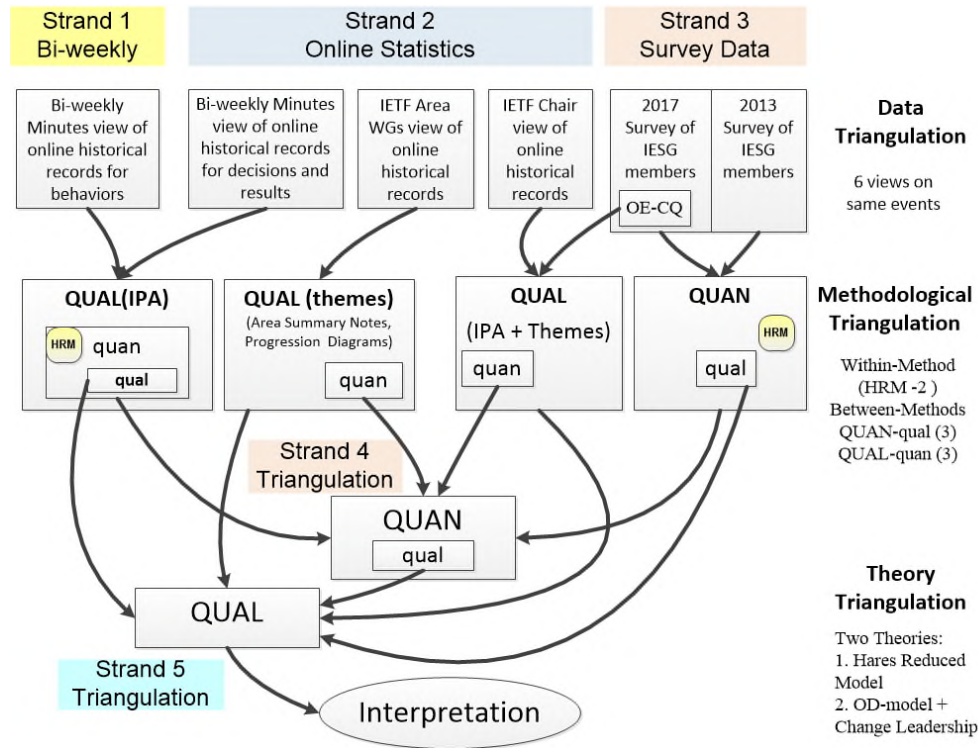 Strand 1
Bi-weekly
Strand 2
Online Statistics
Strand 3
Survey Data
Bi-weekly
Minutes view of
online historical
records for
behaviors
Bi-weekly Minutes
view of online
historical records
for decisions and
results
IETF Area
WGs view of
online
historical
records
IETF Chair
view of
online
historical
records
2017
Survey of
IESG
members
OE-CQ
2013
Survey of
IESG
members
Data
Triangulation
6 views on
same events
QUAL(IPA)
HRM
quan
qual
QUAL (themes)
(Area Summary Notes,
Progression Diagrams)
quan
QUAL
(IPA + Themes)
quan
QUAN
HRM
qual
Methodological
Triangulation
Within-Method
(HRM -2 )
Between-Methods
QUAN-qual (3)
QUAL-quan (3)
Strand 4
Triangulation
QUAN
qual
QUAL
Strand 5
Triangulation
Interpretation
Theory
Triangulation
Two Theories:
1. Hares Reduced
Model
2. OD-model +
Change Leadership